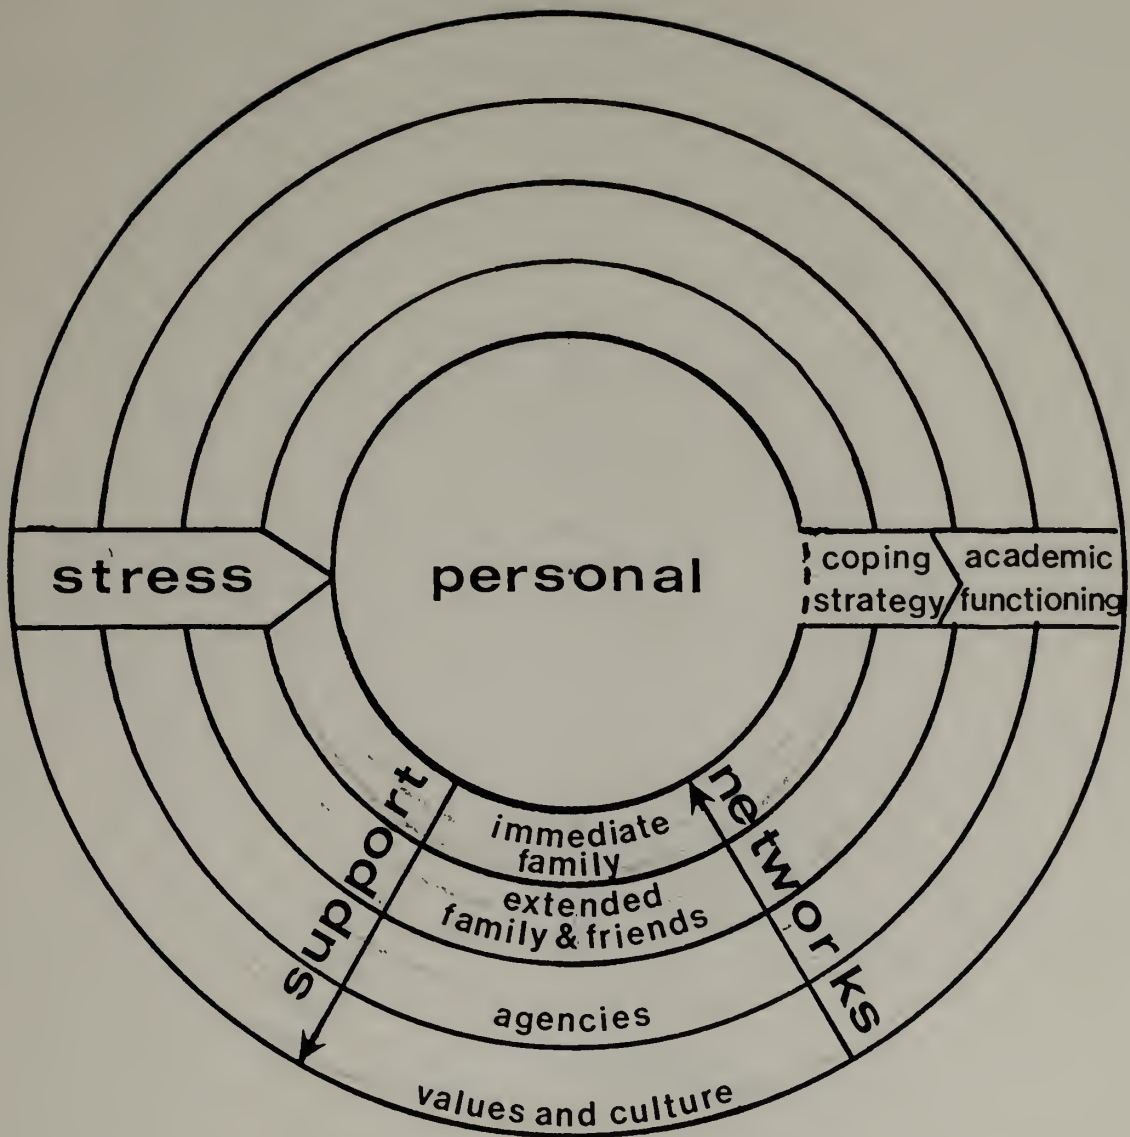 stress
personal
coping
strategy
academic
functioning
support
networks
immediate
family
extended
family & friends
agencies
values and culture